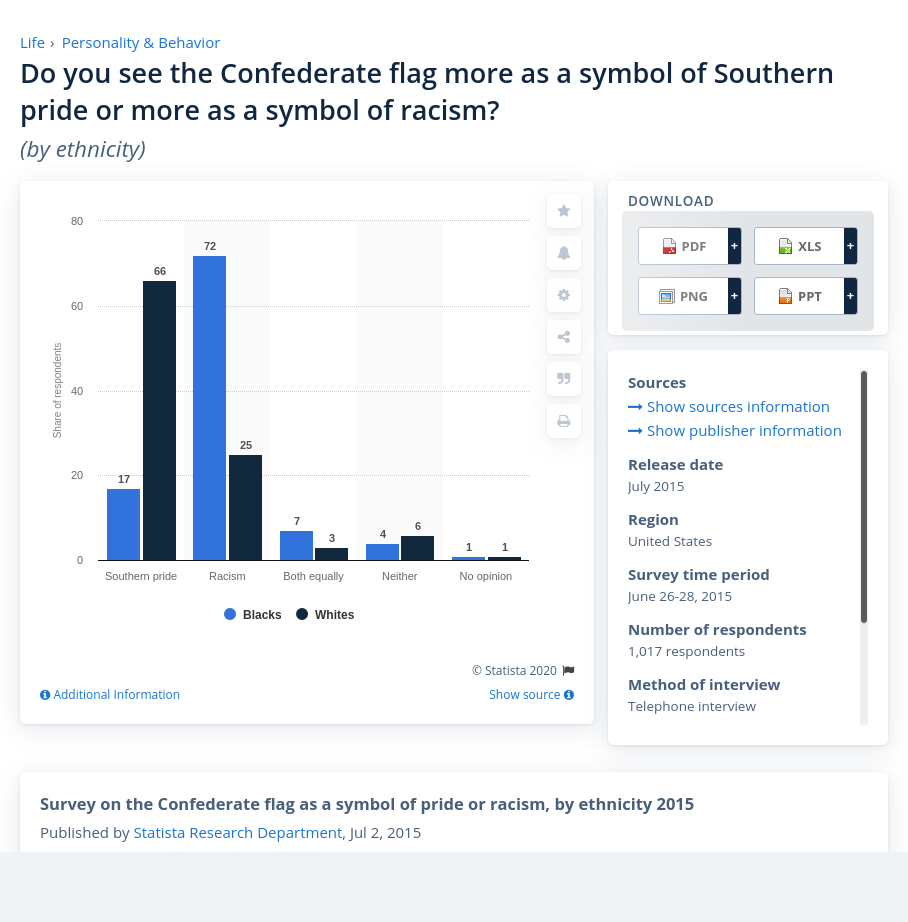 Life › Personality & Behavior
Do you see the Confederate flag more as a symbol of Southern
pride or more as a symbol of racism?
(by ethnicity)
80
60
40
20
0
Share of respondents
17
66
72
25
7
3
4
6
1
1
Southern pride
Racism
Both equally
Neither
No opinion
Blacks
Whites
© Statista 2020
Additional Information
Show source
DOWNLOAD
PDF +
XLS +
PNG +
PPT +
Sources
Show sources information
Show publisher information
Release date
July 2015
Region
United States
Survey time period
June 26-28, 2015
Number of respondents
1,017 respondents
Method of interview
Telephone interview
Survey on the Confederate flag as a symbol of pride or racism, by ethnicity 2015
Published by Statista Research Department, Jul 2, 2015